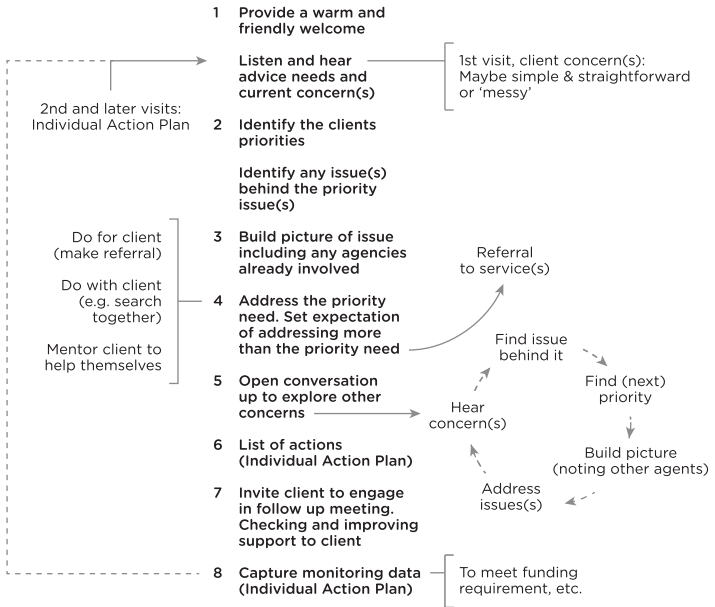 1 Provide a warm and
friendly welcome
Listen and hear
advice needs and
current concern(s)
1st visit, client concern(s):
Maybe simple & straightforward
or ‘messy’
2nd and later visits:
Individual Action Plan
2 Identify the clients
priorities
Identify any issue(s)
behind the priority
issue(s)
3 Build picture of issue
including any agencies
already involved
Do for client
(make referral)
Do with client
(e.g. search
together)
Mentor client to
help themselves
4 Address the priority
need. Set expectation
of addressing more
than the priority need
Referral
to service(s)
5 Open conversation
up to explore other
concerns
Hear
concern(s)
Find issue
behind it
Find (next)
priority
Build picture
(noting other agents)
Address
issues(s)
6 List of actions
(Individual Action Plan)
7 Invite client to engage
in follow up meeting.
Checking and improving
support to client
8 Capture monitoring data
(Individual Action Plan)
To meet funding
requirement, etc.